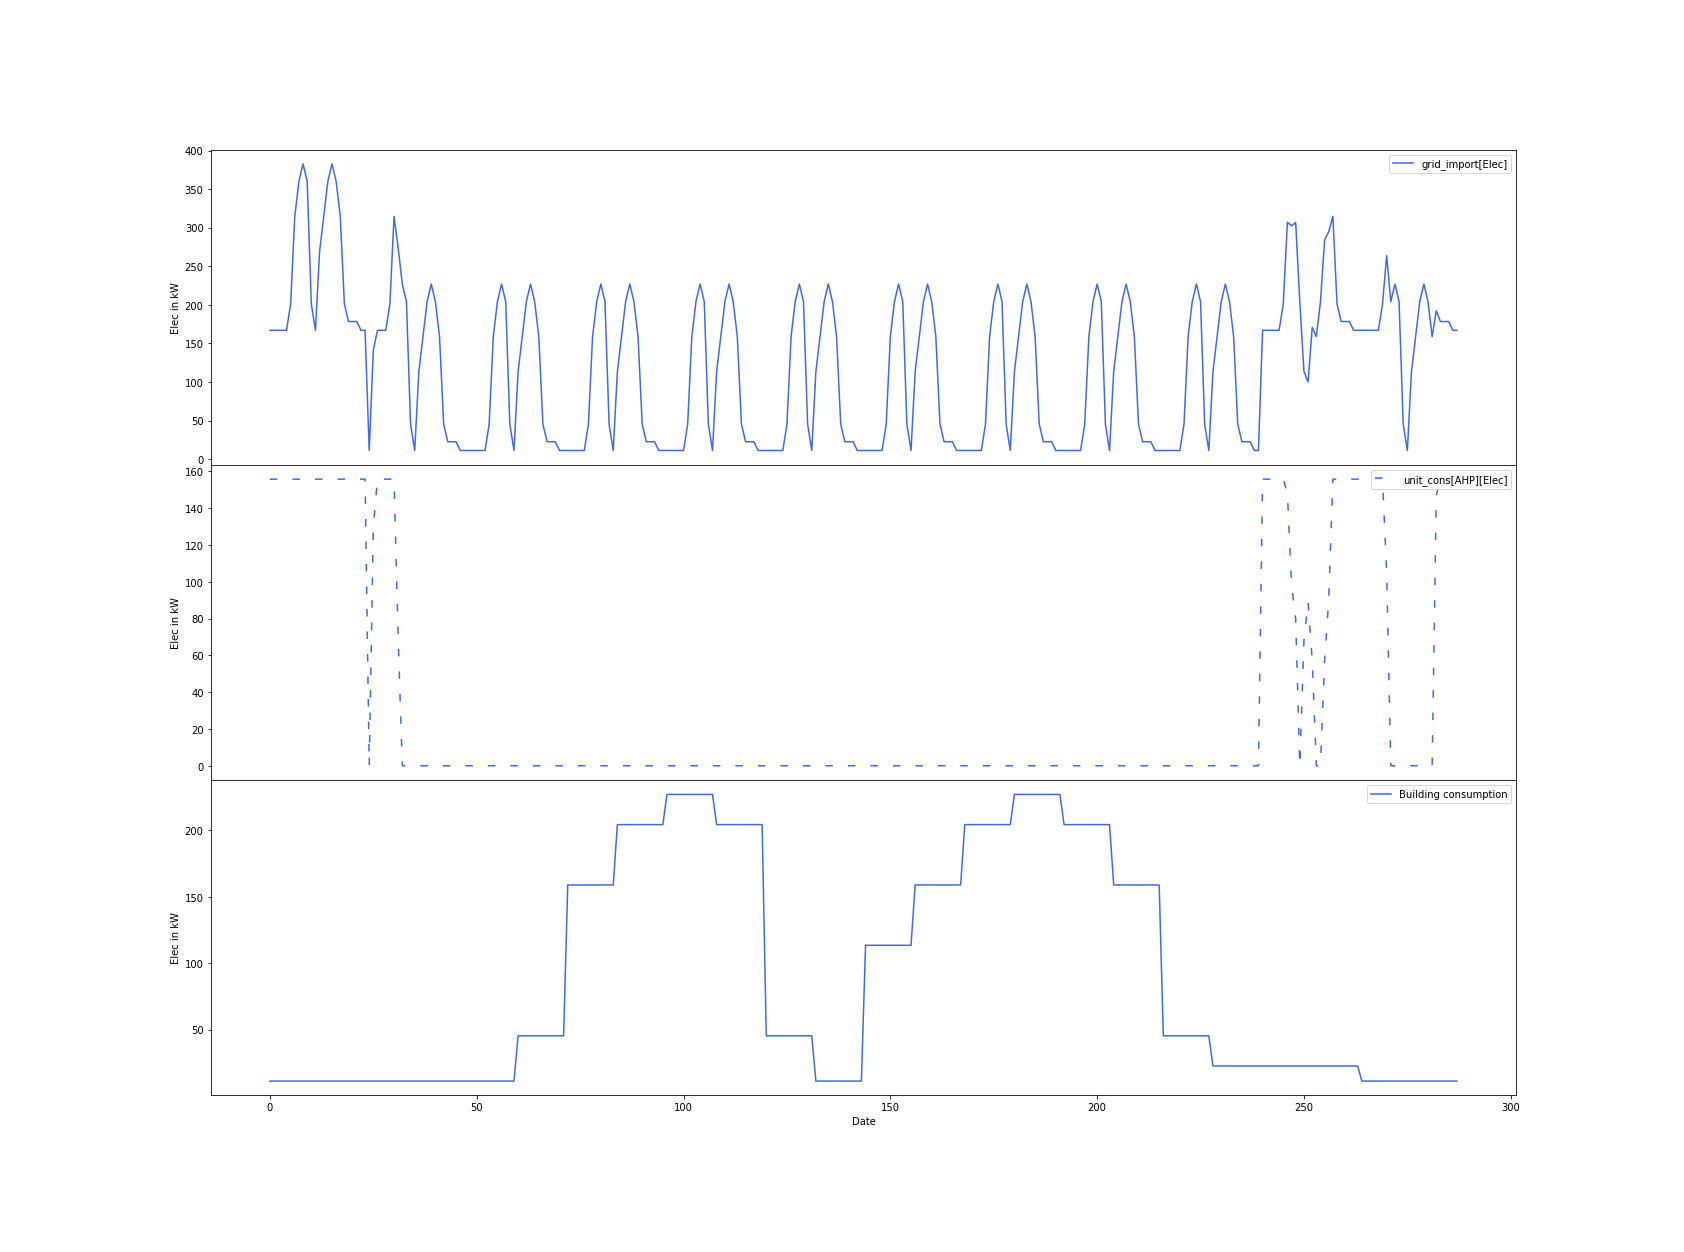 400
350
300
250
200
150
100
50
0
Elec in kW
grid_import[Elec]
160
140
120
100
80
60
40
20
0
Elec in kW
unit_cons[AHP][Elec]
200
150
100
50
Elec in kW
Building consumption
0 50 100 150 200 250 300
Date